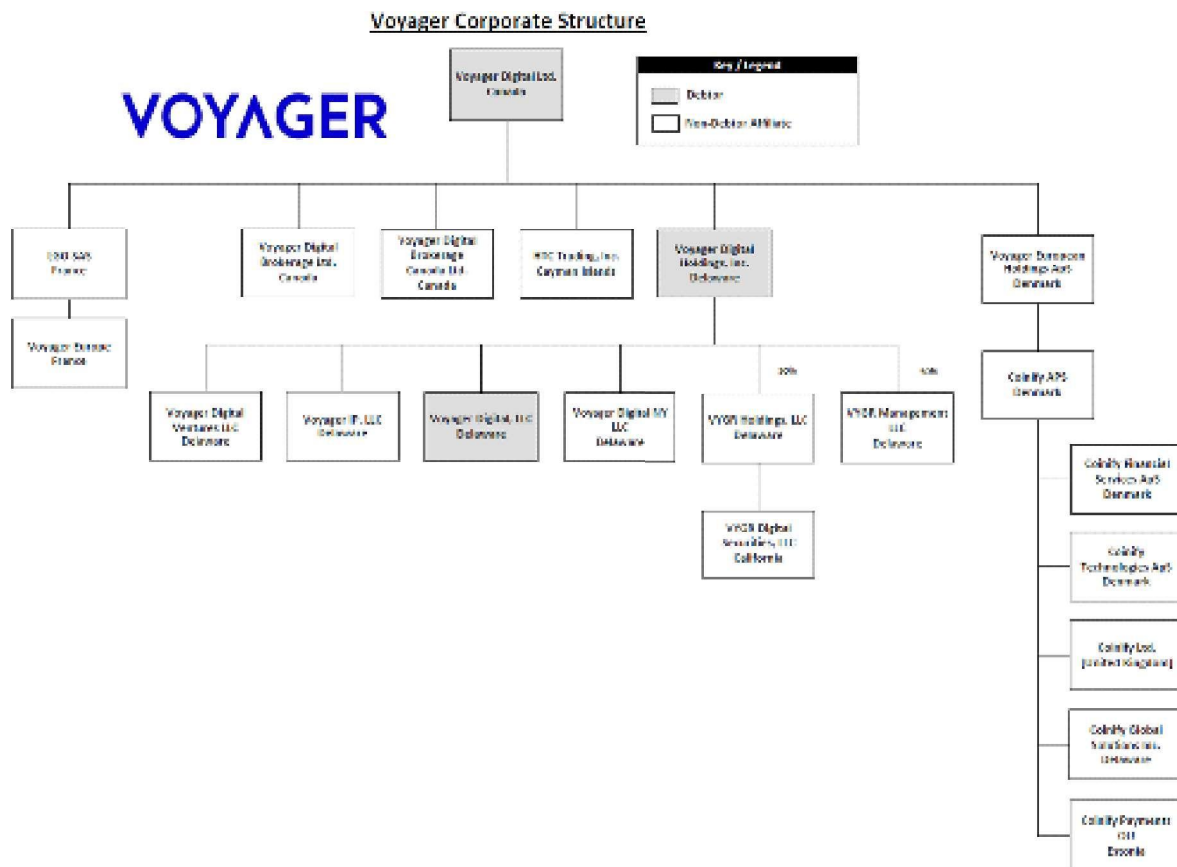 Voyager Corporate Structure
VOYAGER
Voyager Digital Ltd.
Canada
Key / Legend
Debtor
Non-Debtor Affiliate
SAS
France
Voyager Digital
Brokerage Ltd.
Canada
Voyager Digital
Brokerage
Canada Ltd.
Canada
HTC Trading, Inc.
Cayman Islands
Voyager Digital
Holdings, Inc.
Delaware
Voyager European
Holdings ApS
Denmark
Voyager Europe
France
Coinify APS
Denmark
Voyager Digital
Ventures LLC
Delaware
Voyager IP, LLC
Delaware
Voyager Digital, LLC
Delaware
Voyager Digital NY
LLC
Delaware
VYGR Holdings, LLC
Delaware
VYGR Management
LLC
Delaware
VYGR Digital
Securities, LLC
California
Coinify Financial
Services ApS
Denmark
Coinify
Technologies ApS
Denmark
Coinify Ltd.
(United Kingdom)
Coinify Global
Solutions Inc.
Delaware
Coinify Payments
OU
Estonia